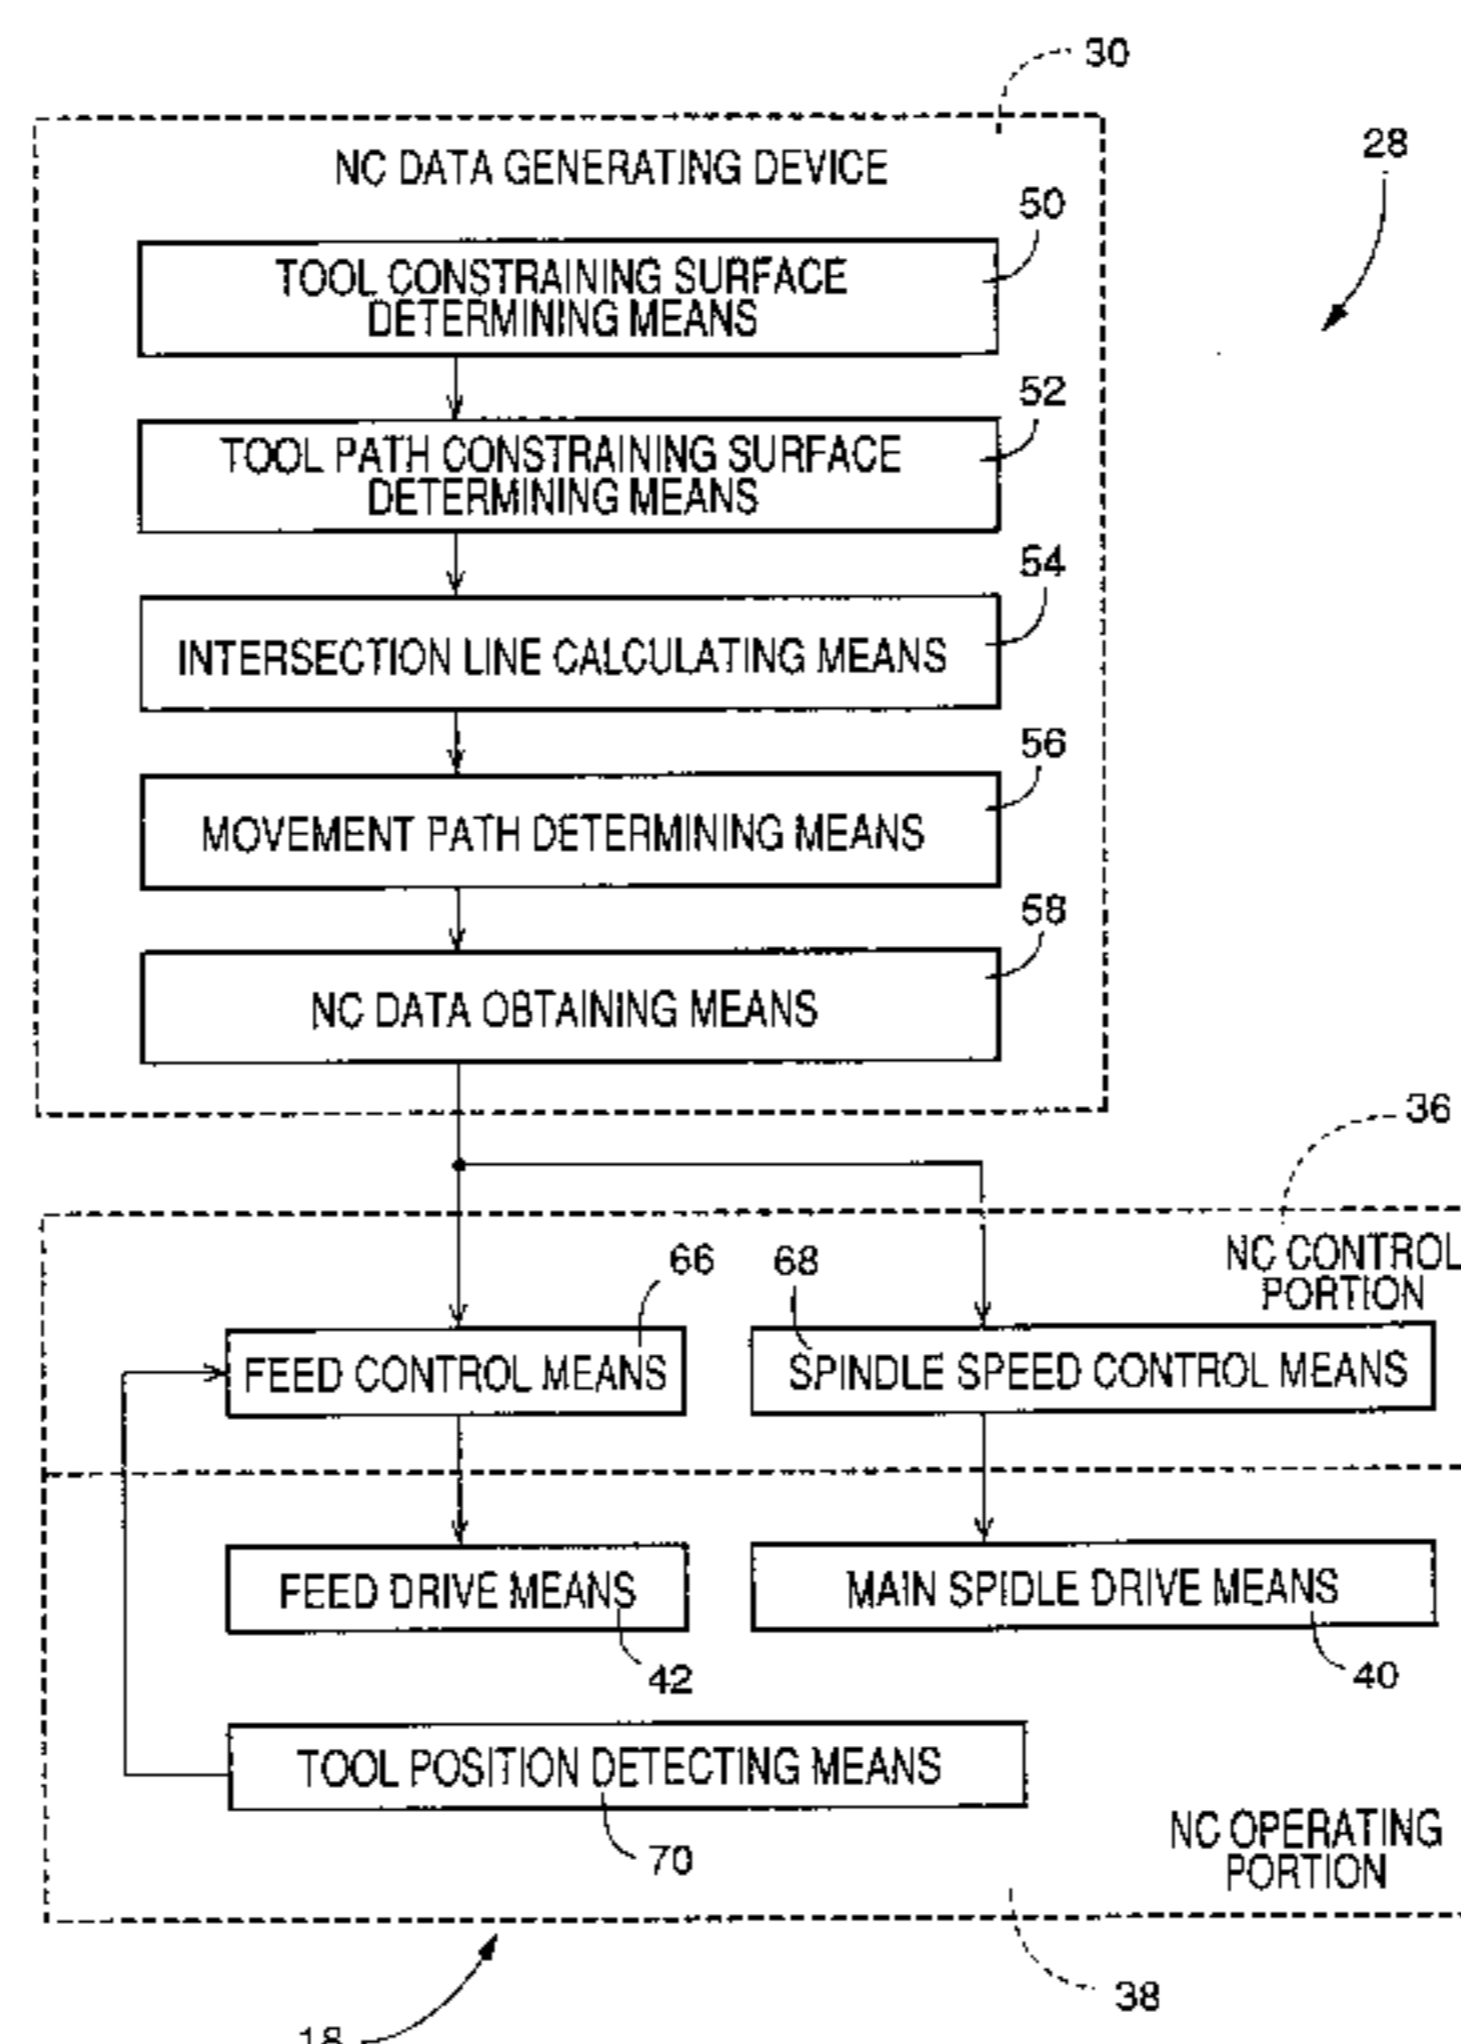 30
28
NC DATA GENERATING DEVICE
50
TOOL CONSTRAINING SURFACE
DETERMINING MEANS
52
TOOL PATH CONSTRAINING SURFACE
DETERMINING MEANS
54
INTERSECTION LINE CALCULATING MEANS
56
MOVEMENT PATH DETERMINING MEANS
58
NC DATA OBTAINING MEANS
36
NC CONTROL
PORTION
66
68
FEED CONTROL MEANS
SPINDLE SPEED CONTROL MEANS
FEED DRIVE MEANS
MAIN SPIDLE DRIVE MEANS
42
40
TOOL POSITION DETECTING MEANS
70
NC OPERATING
PORTION
38
18